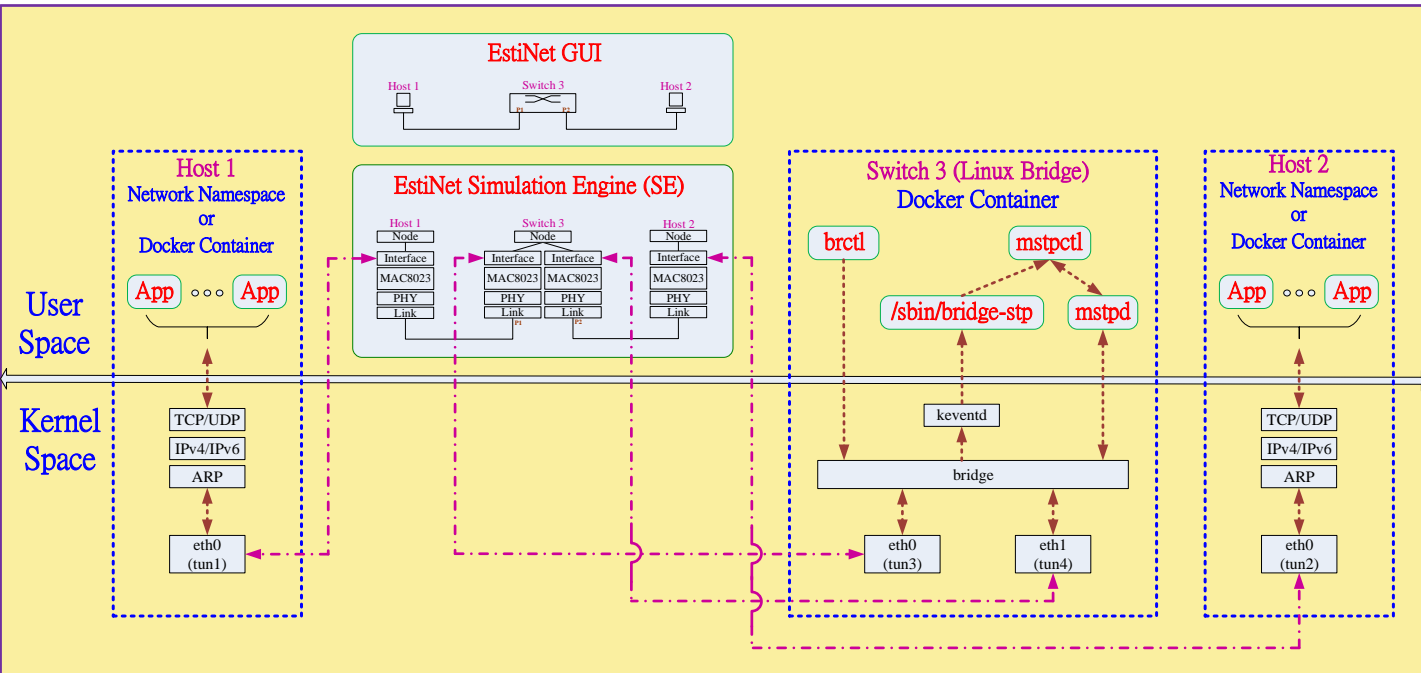 EstiNet GUI
Host 1
Switch 3
Host 2
P1
P2
Host 1
Network Namespace
or
Docker Container
App
App
EstiNet Simulation Engine (SE)
Host 1
Switch 3
Host 2
Node
Node
Node
Interface
Interface
Interface
Interface
MAC8023
MAC8023
MAC8023
MAC8023
PHY
PHY
PHY
PHY
Link
Link
Link
Link
P1
P2
Switch 3 (Linux Bridge)
Docker Container
brctl
mstpctl
/sbin/bridge-stp
mstpd
Host 2
Network Namespace
or
Docker Container
App
App
User
Space
Kernel
Space
TCP/UDP
IPv4/IPv6
ARP
eth0
(tun1)
keventd
bridge
eth0
(tun3)
eth1
(tun4)
TCP/UDP
IPv4/IPv6
ARP
eth0
(tun2)